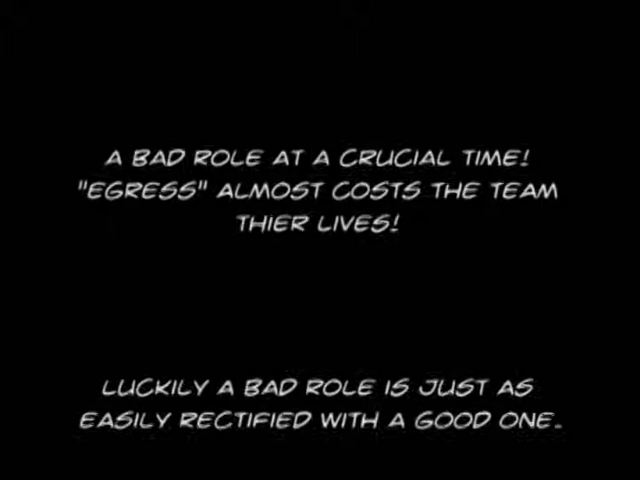 A BAD ROLE AT A CRUCIAL TIME!
"EGRESS" ALMOST COSTS THE TEAM
THIER LIVES!
LUCKILY A BAD ROLE IS JUST AS
EASILY RECTIFIED WITH A GOOD ONE.